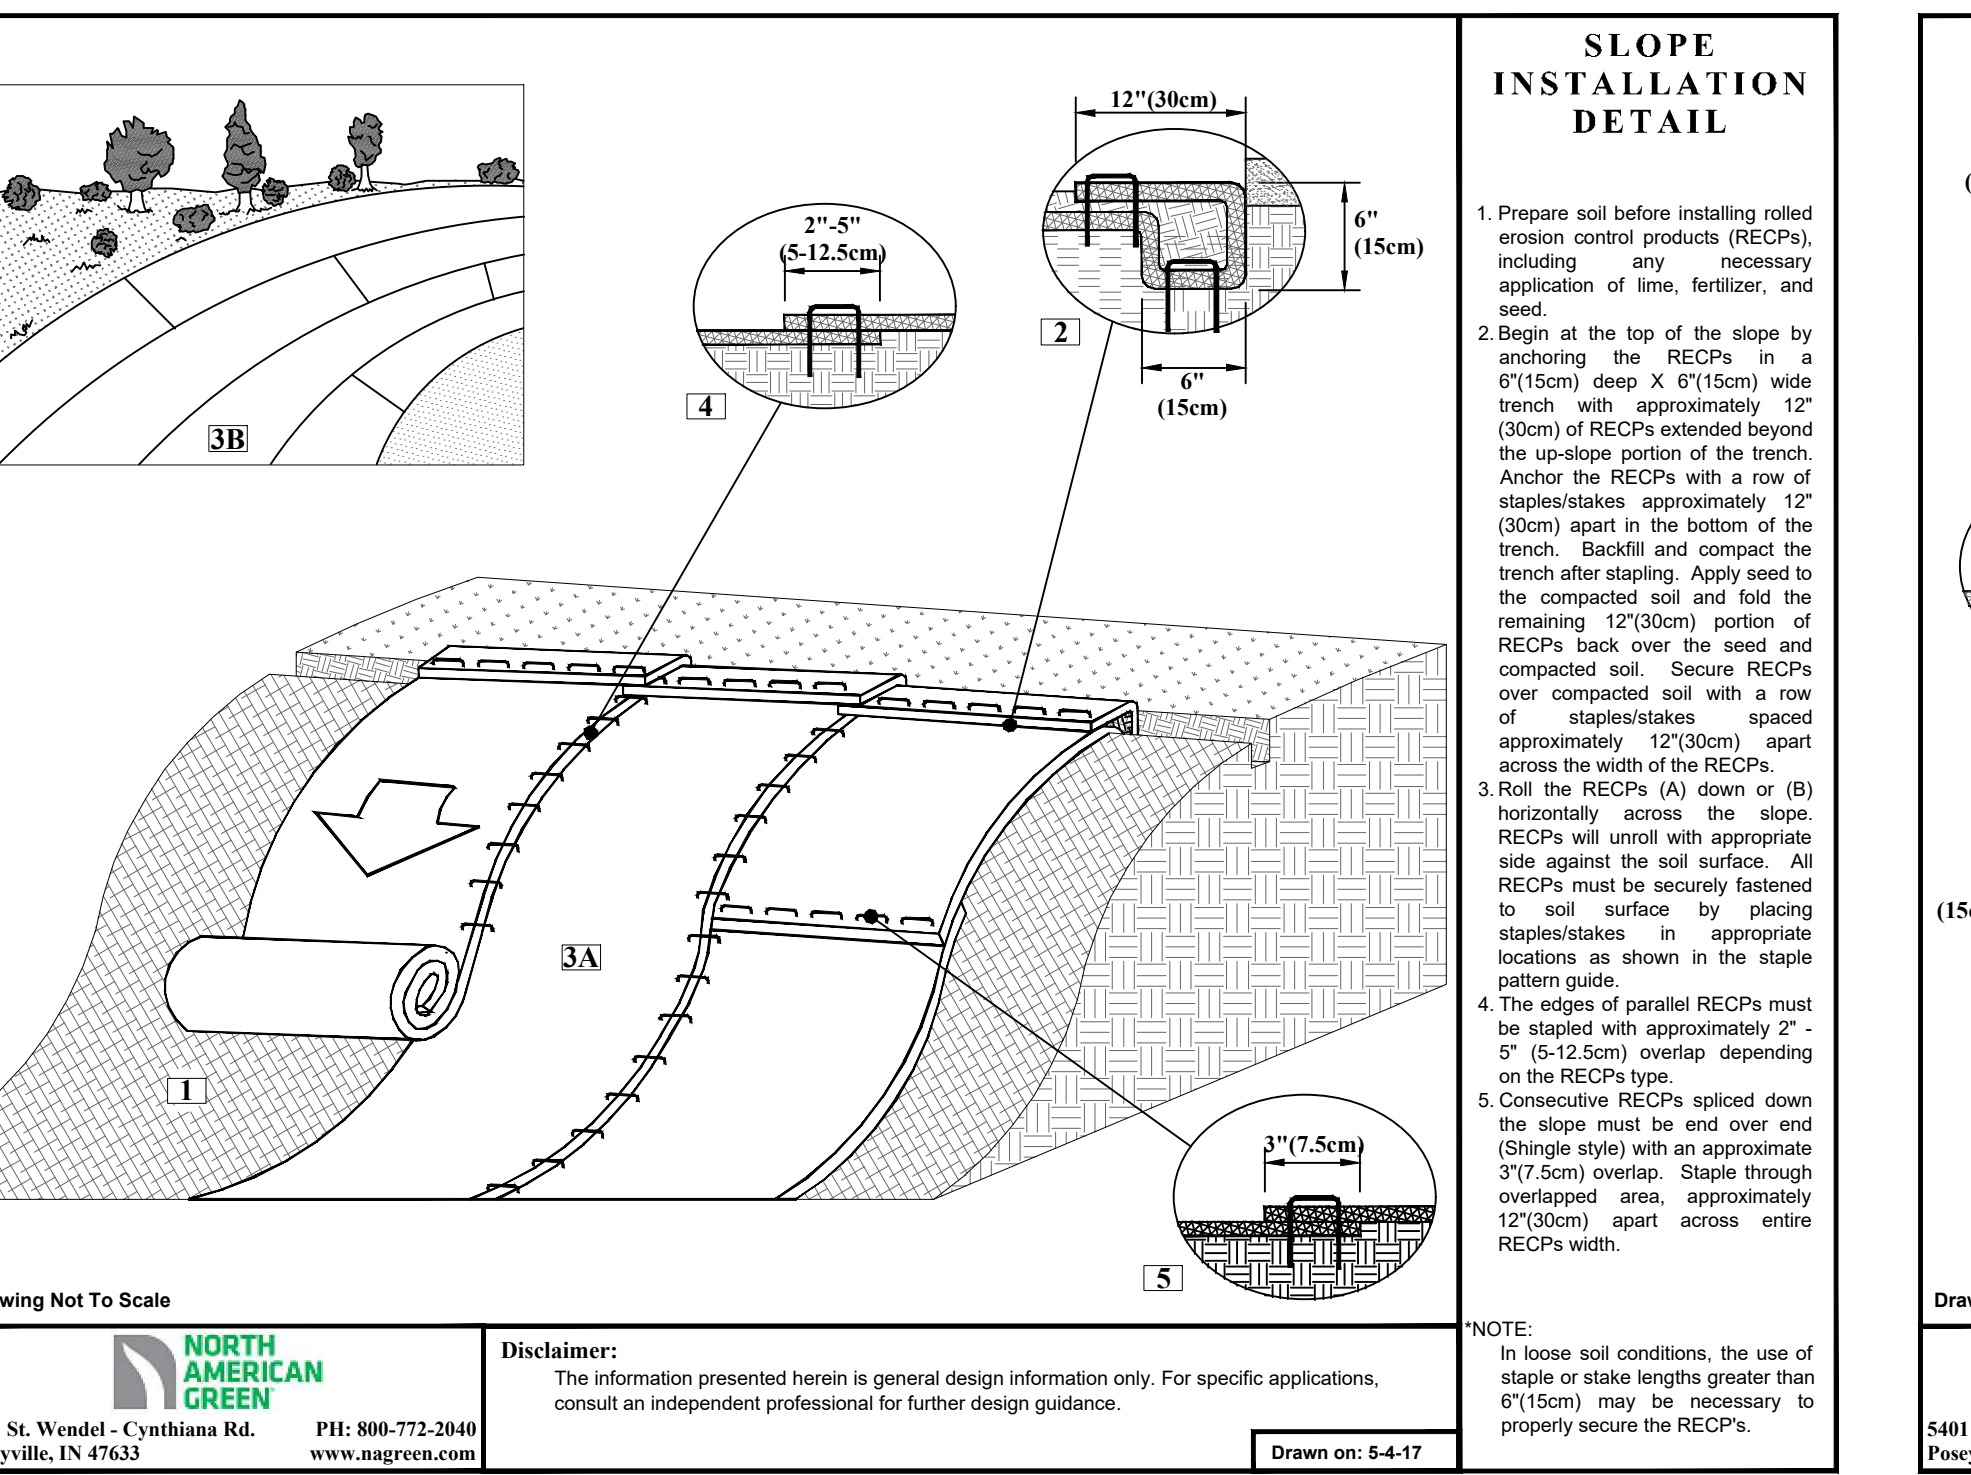 12"(30cm)
6"
(15cm)
2
6"
(15cm)
2"-5"
(5-12.5cm)
4
3B
3A
1
3"(7.5cm)
5
wing Not To Scale
SLOPE
INSTALLATION
DETAIL
1. Prepare soil before installing rolled
erosion control products (RECPs),
including any necessary
application of lime, fertilizer, and
seed.
2. Begin at the top of the slope by
anchoring the RECPs in a
6"(15cm) deep X 6"(15cm) wide
trench with approximately 12"
(30cm) of RECPs extended beyond
the up-slope portion of the trench.
Anchor the RECPs with a row of
staples/stakes approximately 12"
(30cm) apart in the bottom of the
trench. Backfill and compact the
trench after stapling. Apply seed to
the compacted soil and fold the
remaining 12"(30cm) portion of
RECPs back over the seed and
compacted soil. Secure RECPs
over compacted soil with a row
of staples/stakes spaced
approximately 12"(30cm) apart
across the width of the RECPs.
3. Roll the RECPs (A) down or (B)
horizontally across the slope.
RECPs will unroll with appropriate
side against the soil surface. All
RECPs must be securely fastened
to soil surface by placing
staples/stakes in appropriate
locations as shown in the staple
pattern guide.
4. The edges of parallel RECPs must
be stapled with approximately 2" -
5" (5-12.5cm) overlap depending
on the RECPs type.
5. Consecutive RECPs spliced down
the slope must be end over end
(Shingle style) with an approximate
3"(7.5cm) overlap. Staple through
overlapped area, approximately
12"(30cm) apart across entire
RECPs width.
*NOTE:
In loose soil conditions, the use of
staple or stake lengths greater than
6"(15cm) may be necessary to
properly secure the RECP's.
NORTH
AMERICAN
GREEN
St. Wendel - Cynthiana Rd. PH: 800-772-2040
yville, IN 47633 www.nagreen.com
Disclaimer:
The information presented herein is general design information only. For specific applications,
consult an independent professional for further design guidance.
Drawn on: 5-4-17
(
(15
Dra
5401
Pose